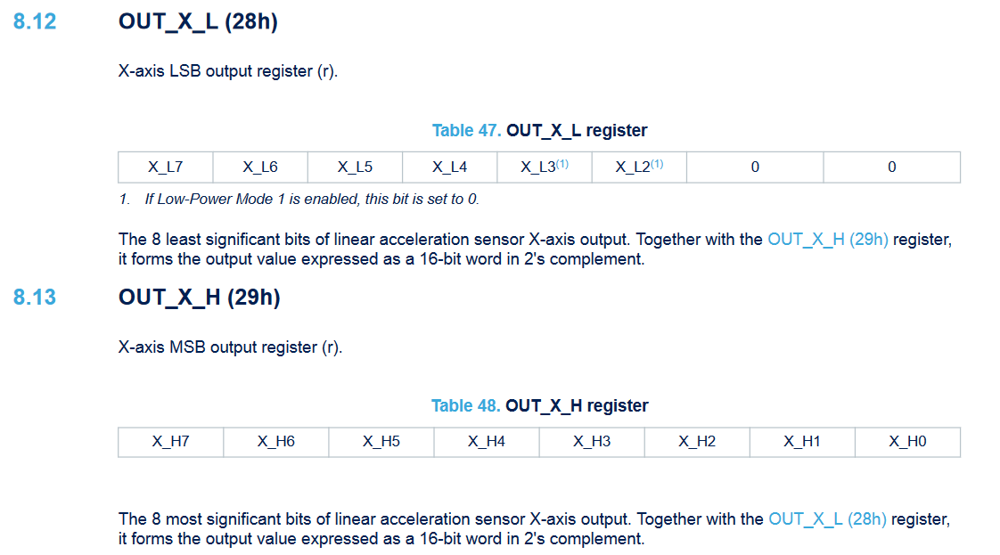 8.12 OUT_X_L (28h)
X-axis LSB output register (r).
Table 47. OUT_X_L register
X_L7 X_L6 X_L5 X_L4 X_L3(1) X_L2(1) 0 0
1. If Low-Power Mode 1 is enabled, this bit is set to 0.
The 8 least significant bits of linear acceleration sensor X-axis output. Together with the OUT_X_H (29h) register,
it forms the output value expressed as a 16-bit word in 2's complement.
8.13 OUT_X_H (29h)
X-axis MSB output register (r).
Table 48. OUT_X_H register
X_H7 X_H6 X_H5 X_H4 X_H3 X_H2 X_H1 X_H0
The 8 most significant bits of linear acceleration sensor X-axis output. Together with the OUT_X_L (28h) register,
it forms the output value expressed as a 16-bit word in 2's complement.